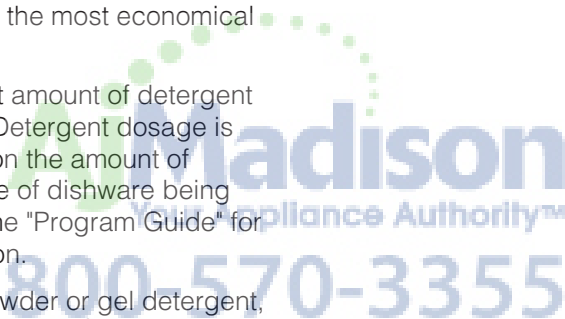 the most economical
t amount of detergent
Detergent dosage is
on the amount of
e of dishware being
he "Program Guide" for
on.
wder or gel detergent,
AjMadison
Your Appliance Authority™
800-570-3355